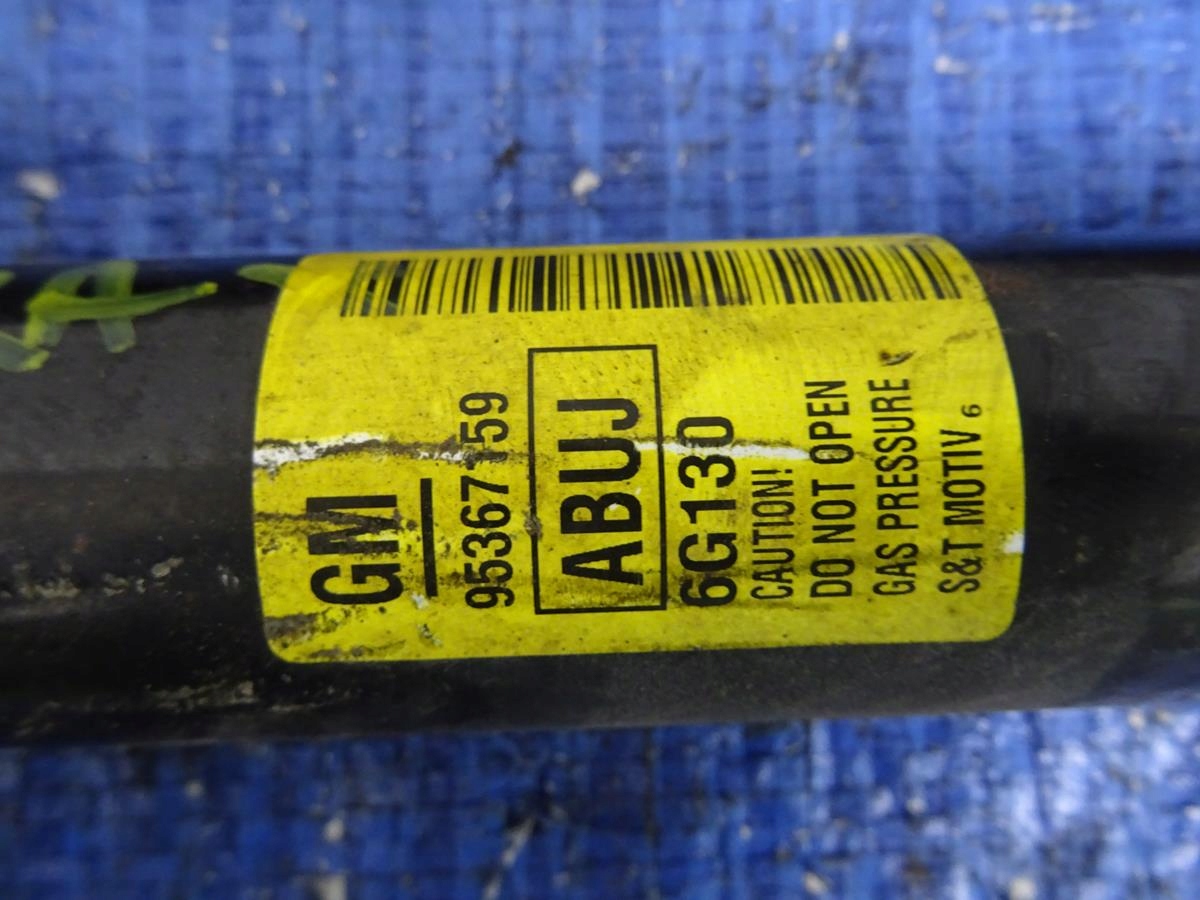 GM
95367159
ABUJ
6G130
CAUTION!
DO NOT OPEN
GAS PRESSURE
S&T MOTIV 6